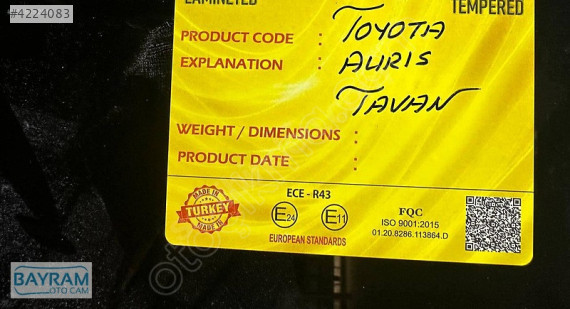 #4224083
LAMINETED
TEMPERED
PRODUCT CODE : TOYOTA
EXPLANATION : AURIS
TAVAN
WEIGHT / DIMENSIONS :
PRODUCT DATE :
MADE IN
TURKEY
MADE IN
ECE - R43
E24
E11
EUROPEAN STANDARDS
FQC
ISO 9001:2015
01.20.8286.113864.D
BAYRAM
OTO CAM